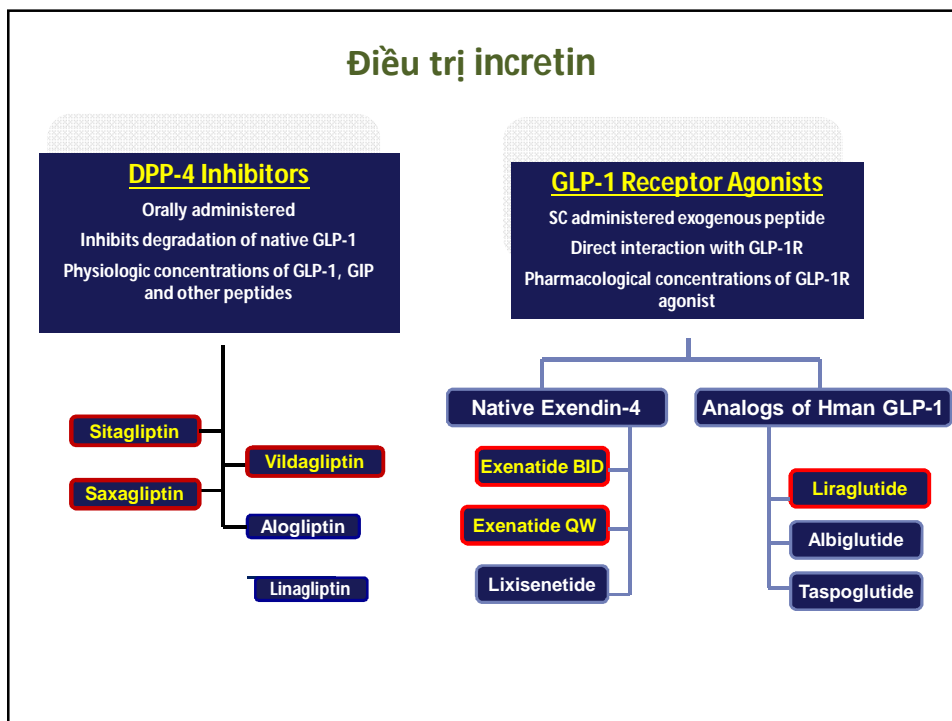 Điều trị incretin
DPP-4 Inhibitors
Orally administered
Inhibits degradation of native GLP-1
Physiologic concentrations of GLP-1, GIP
and other peptides
GLP-1 Receptor Agonists
SC administered exogenous peptide
Direct interaction with GLP-1R
Pharmacological concentrations of GLP-1R
agonist
Sitagliptin
Vildagliptin
Saxagliptin
Alogliptin
Linagliptin
Native Exendin-4
Exenatide BID
Exenatide QW
Lixisenetide
Analogs of Hman GLP-1
Liraglutide
Albiglutide
Taspoglutide